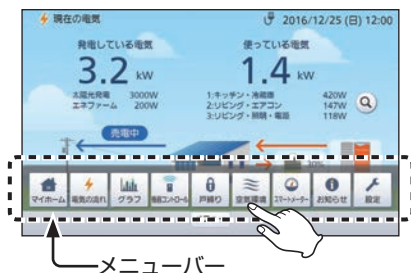 現在の電気
2016/12/25 (日) 12:00
発電している電気
使っている電気
3.2 kW
1.4 kW
太陽光発電 3000W
エネファーム 200W
1:キッチン・冷蔵庫 420W
2:リビング・エアコン 147W
3:リビング・照明・電源 118W
売電中
マイホーム 電気の流れ グラフ 機器コントロール 戸締り 空気環境 スマートメーター お知らせ 設定
メニューバー